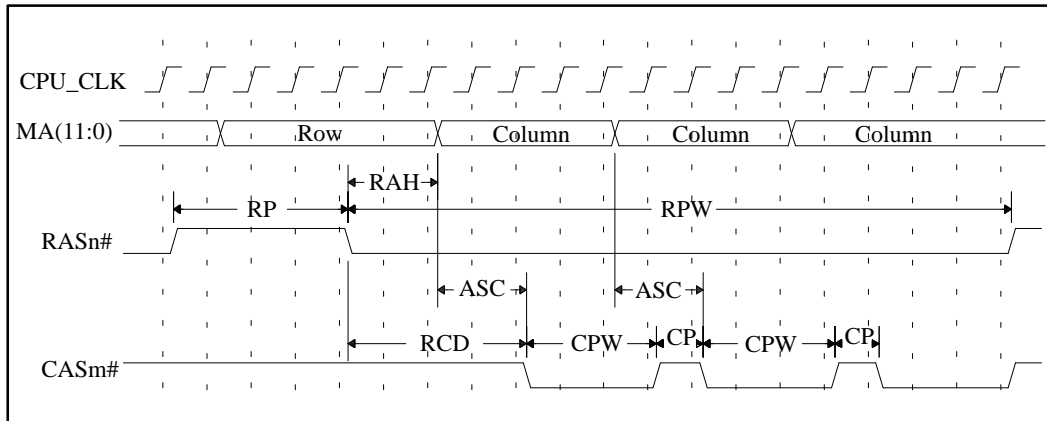 CPU_CLK
MA(11:0) Row Column Column Column
RAH
RP RPW
RASn#
ASC ASC
RCD CPW CP CPW CP
CASm#